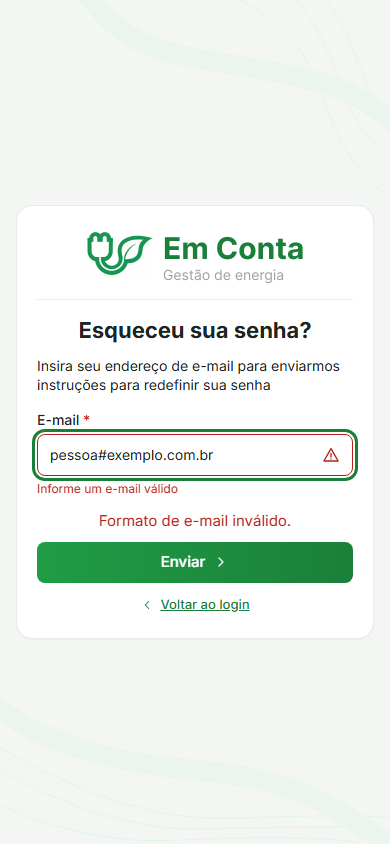 Em Conta
Gestão de energia
Esqueceu sua senha?
Insira seu endereço de e-mail para enviarmos
instruções para redefinir sua senha
E-mail *
pessoa#exemplo.com.br
Informe um e-mail válido
Formato de e-mail inválido.
Enviar
Voltar ao login